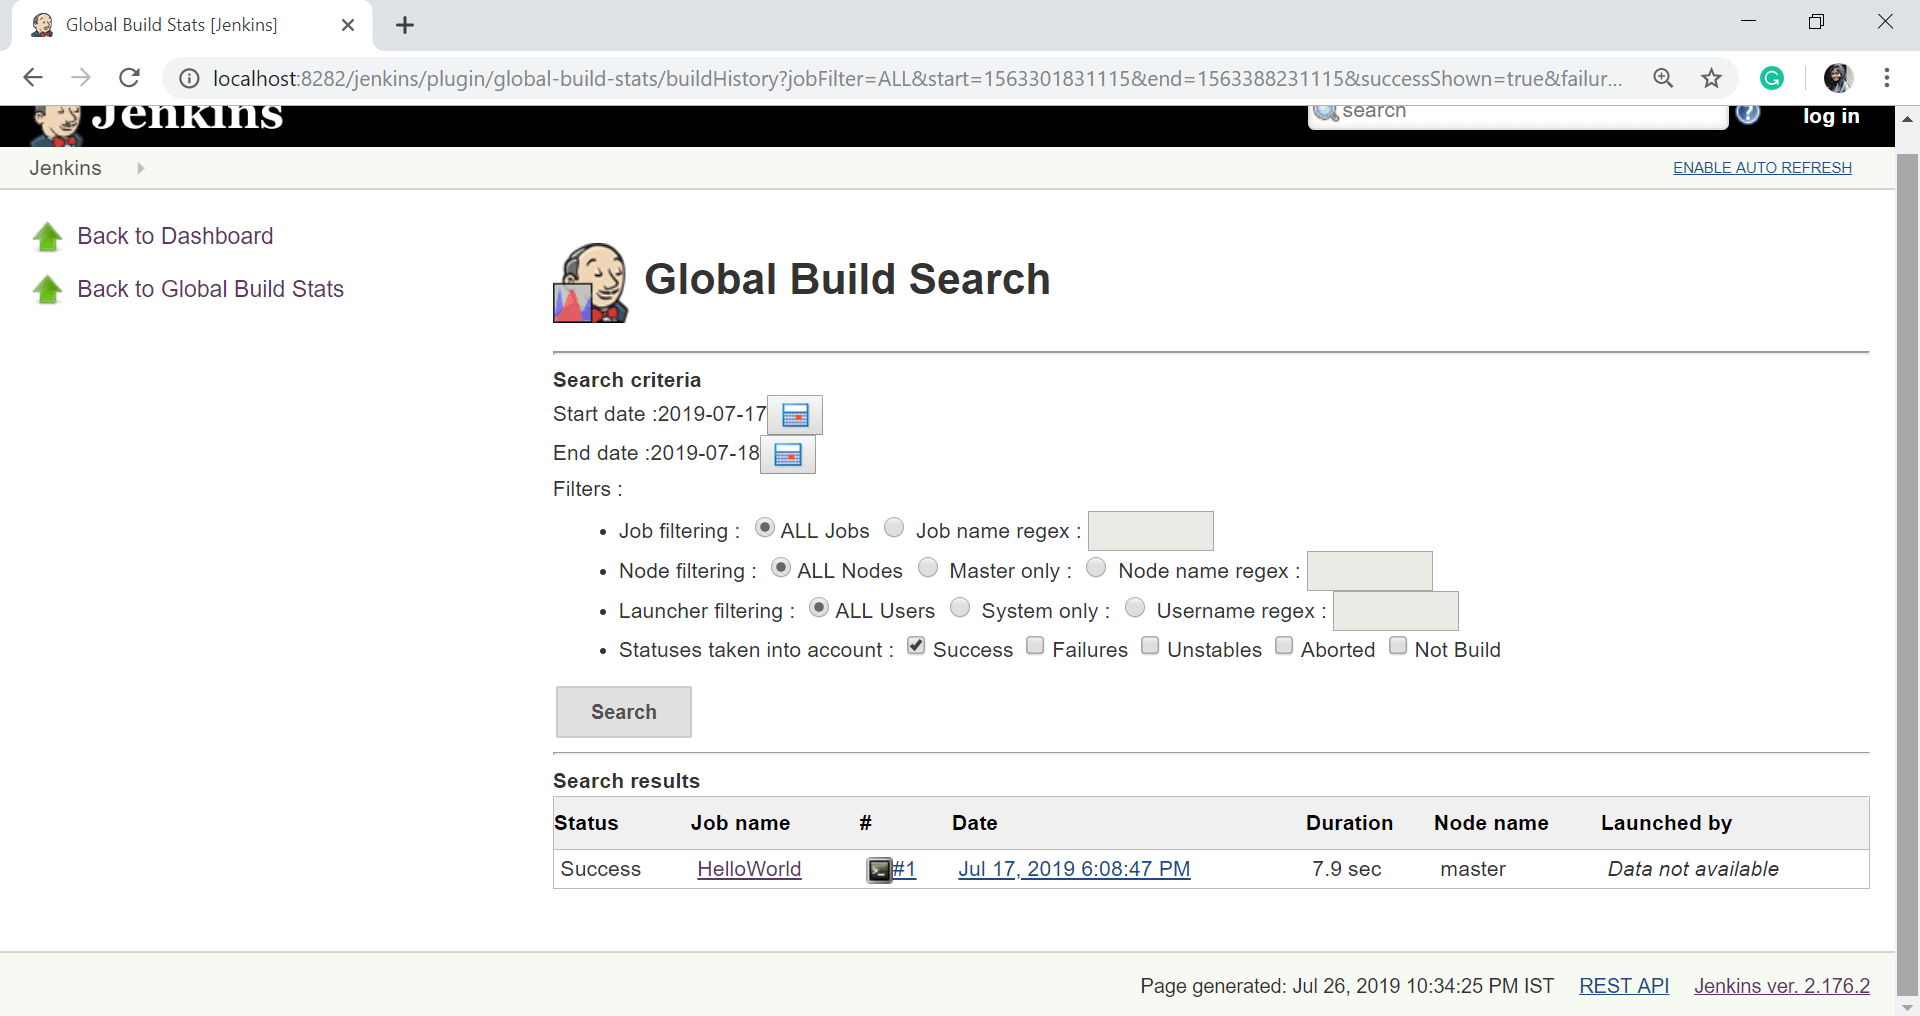 Global Build Stats [Jenkins]
localhost:8282/jenkins/plugin/global-build-stats/buildHistory?jobFilter=ALL&start=1563301831115&end=1563388231115&successShown=true&failur...
Jenkins
search
log in
Jenkins
ENABLE AUTO REFRESH
Back to Dashboard
Back to Global Build Stats
Global Build Search
Search criteria
Start date :2019-07-17
End date :2019-07-18
Filters :
• Job filtering : ALL Jobs Job name regex :
• Node filtering : ALL Nodes Master only : Node name regex :
• Launcher filtering : ALL Users System only : Username regex :
• Statuses taken into account : Success Failures Unstables Aborted Not Build
Search
Search results
Status Job name # Date Duration Node name Launched by
Success HelloWorld #1 Jul 17, 2019 6:08:47 PM 7.9 sec master Data not available
Page generated: Jul 26, 2019 10:34:25 PM IST REST API Jenkins ver. 2.176.2